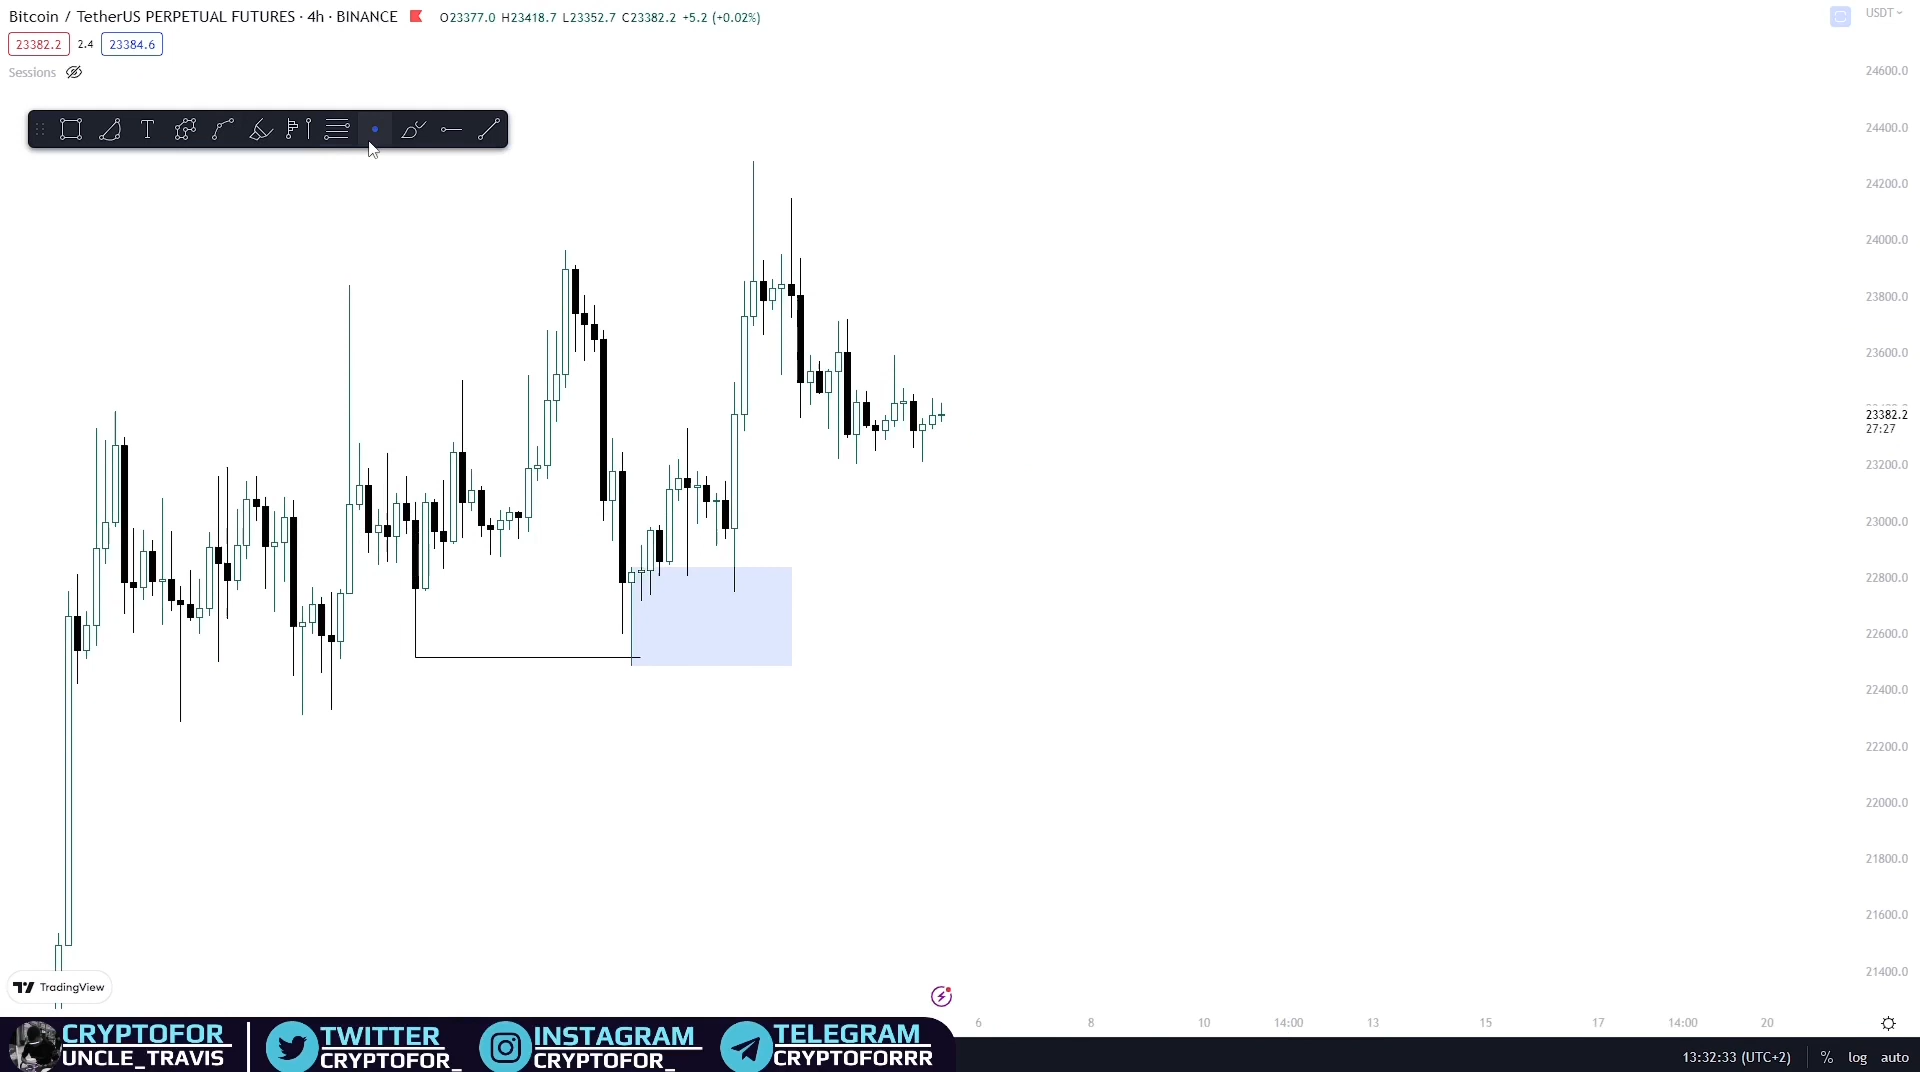 Bitcoin / TetherUS PERPETUAL FUTURES · 4h · BINANCE O23377.0 H23418.7 L23352.7 C23382.2 +5.2 (+0.02%)
USDT
23382.2 2.4 23384.6
Sessions
24600.0
T
24400.0
24200.0
24000.0
23800.0
23600.0
23382.2
27:27
23200.0
23000.0
22800.0
22600.0
22400.0
22200.0
22000.0
21800.0
21600.0
21400.0
TradingView
6 8 10 14:00 13 15 17 14:00 20
CRYPTOFOR
UNCLE_TRAVIS
TWITTER
CRYPTOFOR_
INSTAGRAM
CRYPTOFOR_
TELEGRAM
CRYPTOFORRR
13:32:33 (UTC+2) % log auto